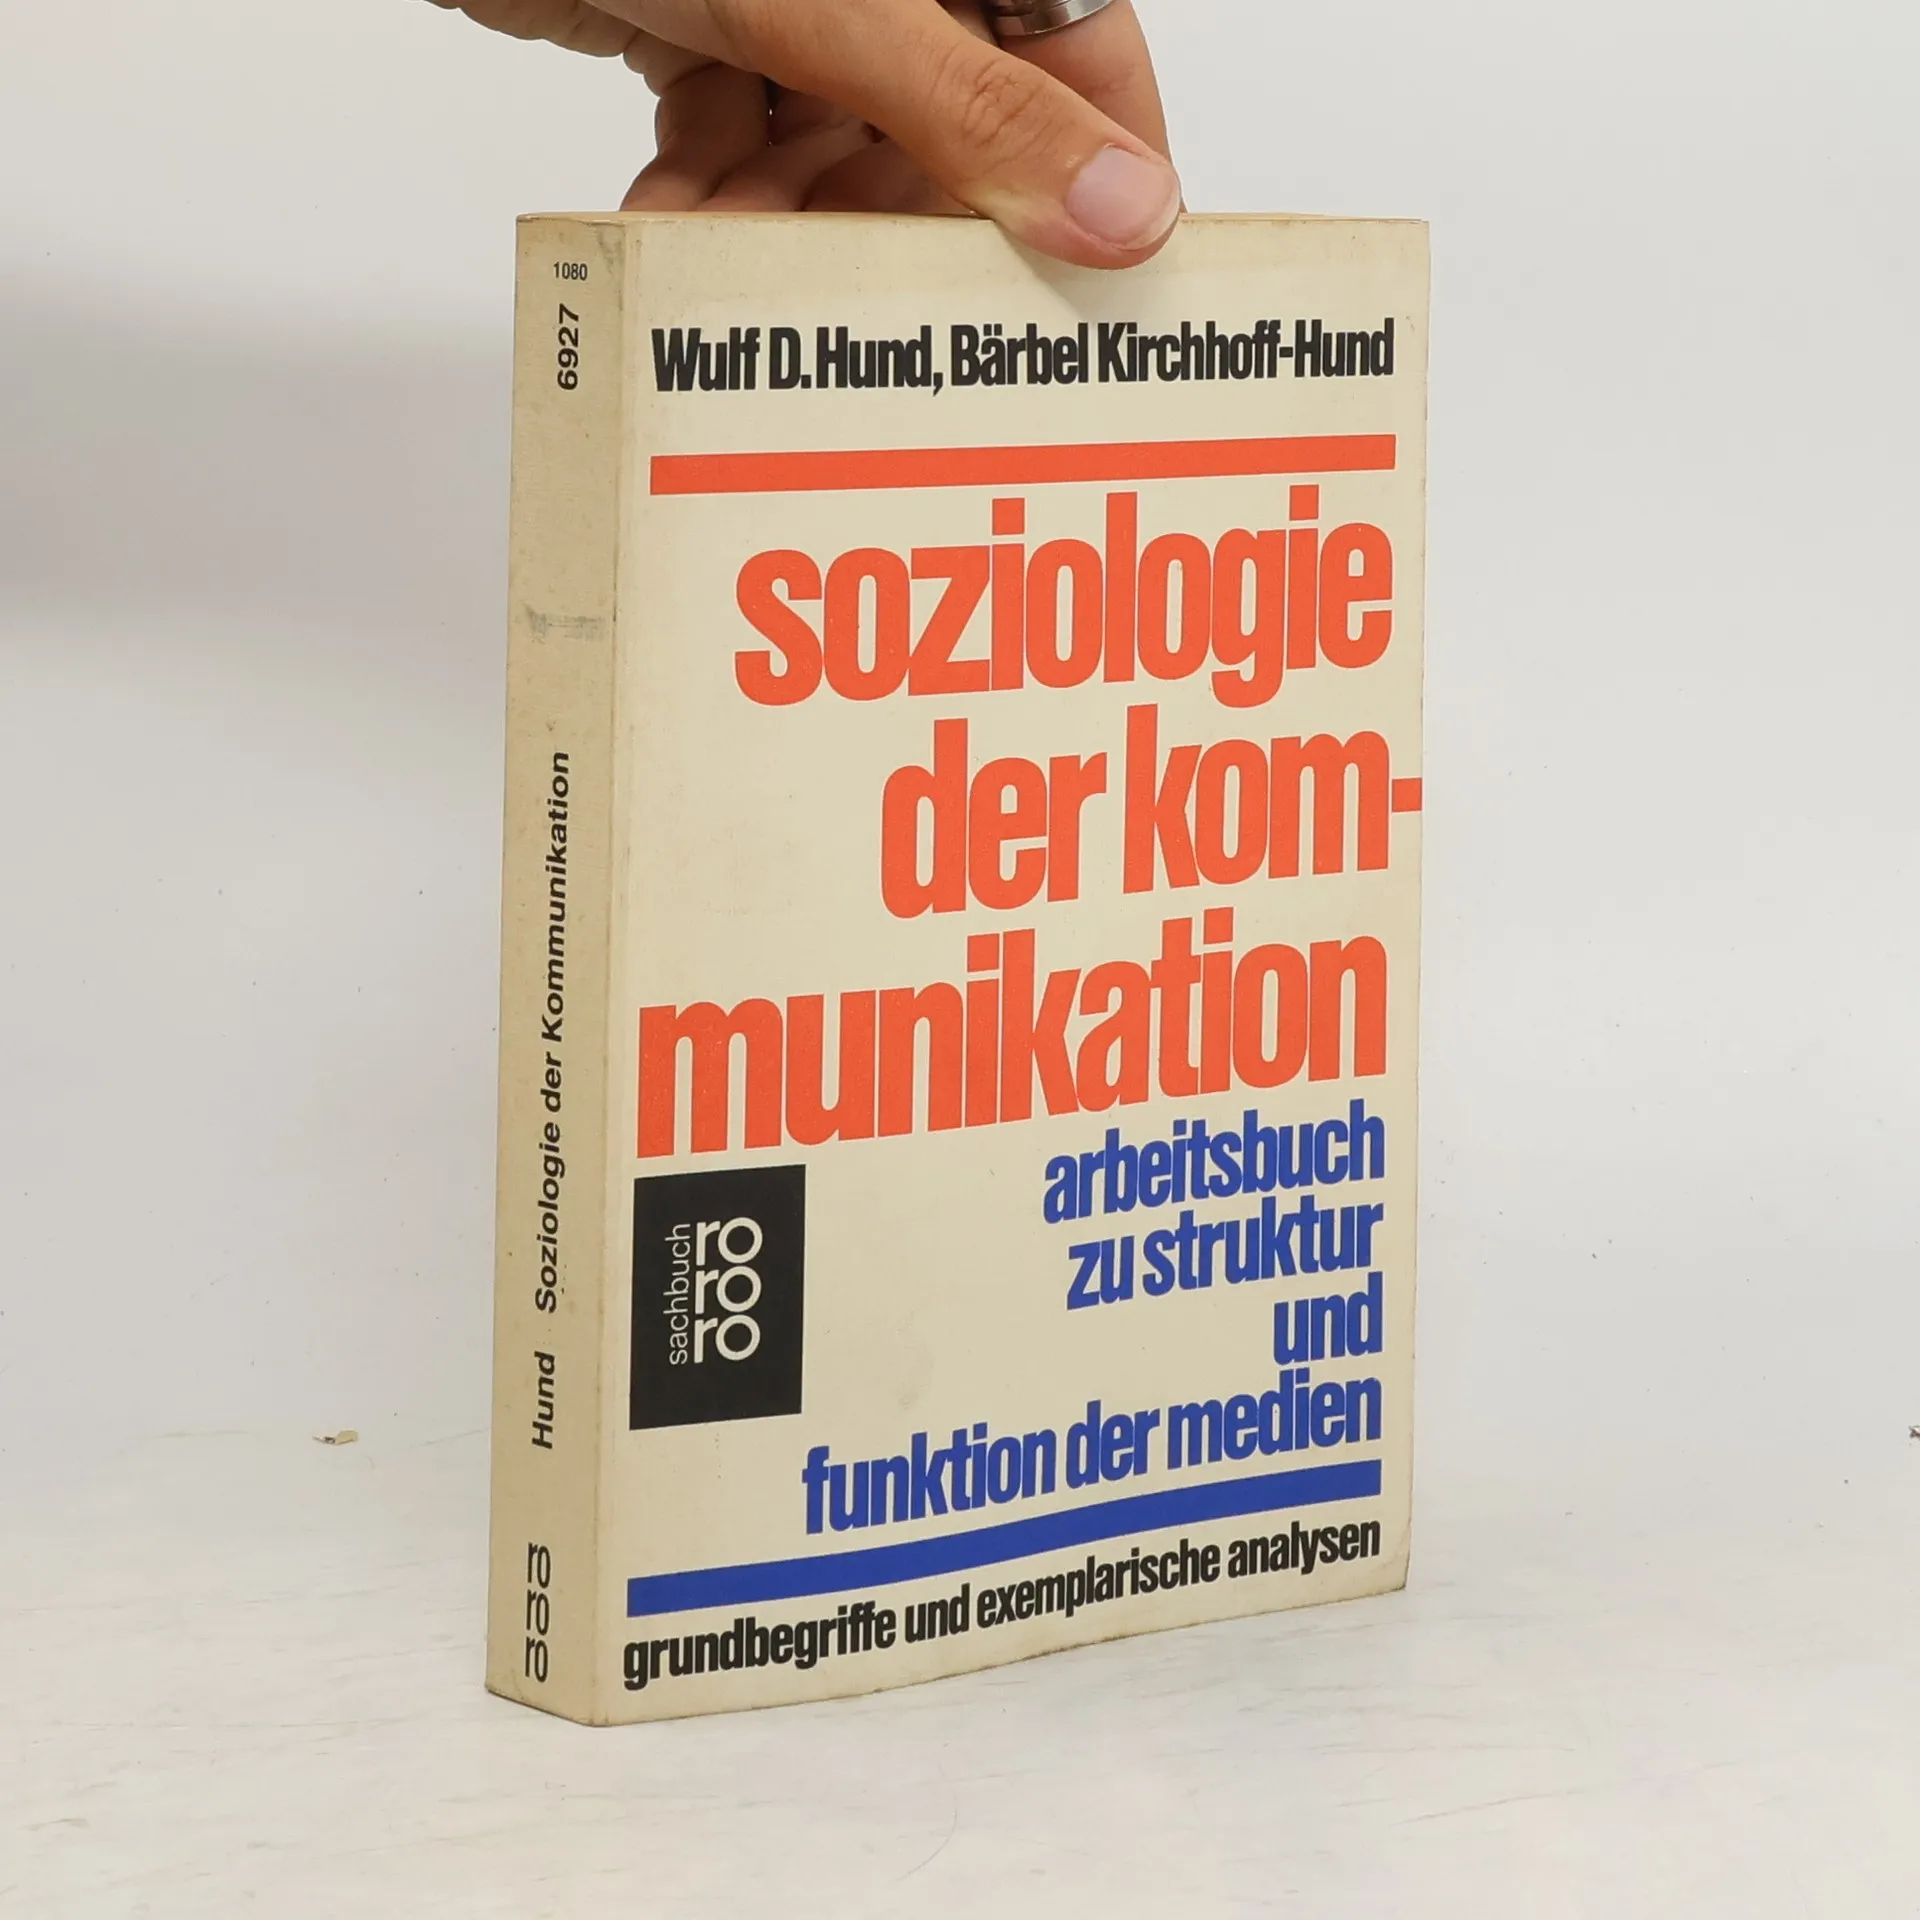 1080
6927
Hund Soziologie der Kommunikation
ro
ro
ro
Wulf D. Hund, Bärbel Kirchhoff-Hund
soziologie
der kom-
munikation
arbeitsbuch
zu struktur
und
funktion der medien
sachbuch
ro
ro
ro
grundbegriffe und exemplarische analysen